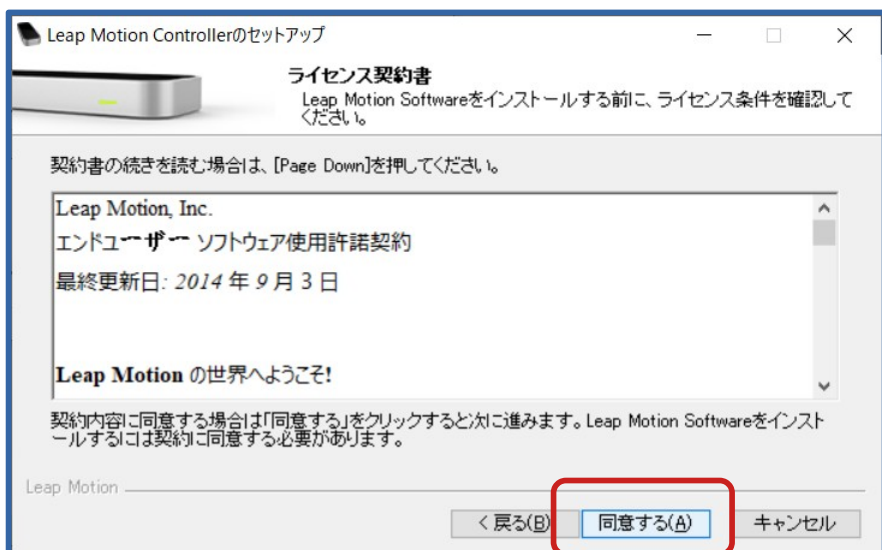 Leap Motion Controllerのセットアップ
ライセンス契約書
Leap Motion Softwareをインストールする前に、ライセンス条件を確認して
ください。
契約書の続きを読む場合は、[Page Down]を押してください。
Leap Motion, Inc.
エンドユーザー ソフトウェア使用許諾契約
最終更新日: 2014 年 9 月 3 日
Leap Motion の世界へようこそ!
契約内容に同意する場合は「同意する」をクリックすると次に進みます。Leap Motion Softwareをインスト
ールするには契約に同意する必要があります。
Leap Motion
< 戻る(B)
同意する(A)
キャンセル